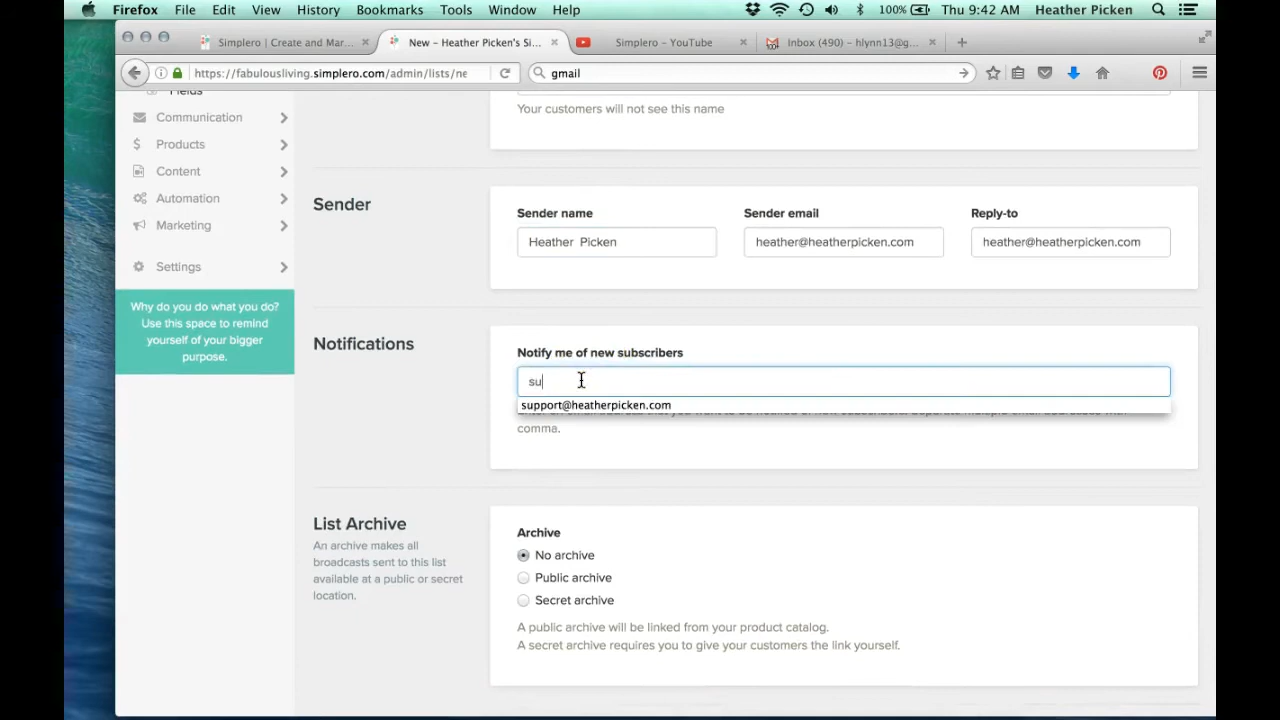 Firefox File Edit View History Bookmarks Tools Window Help 100% Thu 9:42 AM Heather Picken
Simplero | Create and Mar... New – Heather Picken's Si... Simplero – YouTube Inbox (490) – hlynn13@g...
https://fabulousliving.simplero.com/admin/lists/ne gmail
Fields
Communication
Products
Content
Automation
Marketing
Settings
Why do you do what you do?
Use this space to remind
yourself of your bigger
purpose.
Your customers will not see this name
Sender
Sender name Sender email Reply-to
Heather Picken heather@heatherpicken.com heather@heatherpicken.com
Notifications
Notify me of new subscribers
su
support@heatherpicken.com
comma.
List Archive
An archive makes all
broadcasts sent to this list
available at a public or secret
location.
Archive
No archive
Public archive
Secret archive
A public archive will be linked from your product catalog.
A secret archive requires you to give your customers the link yourself.